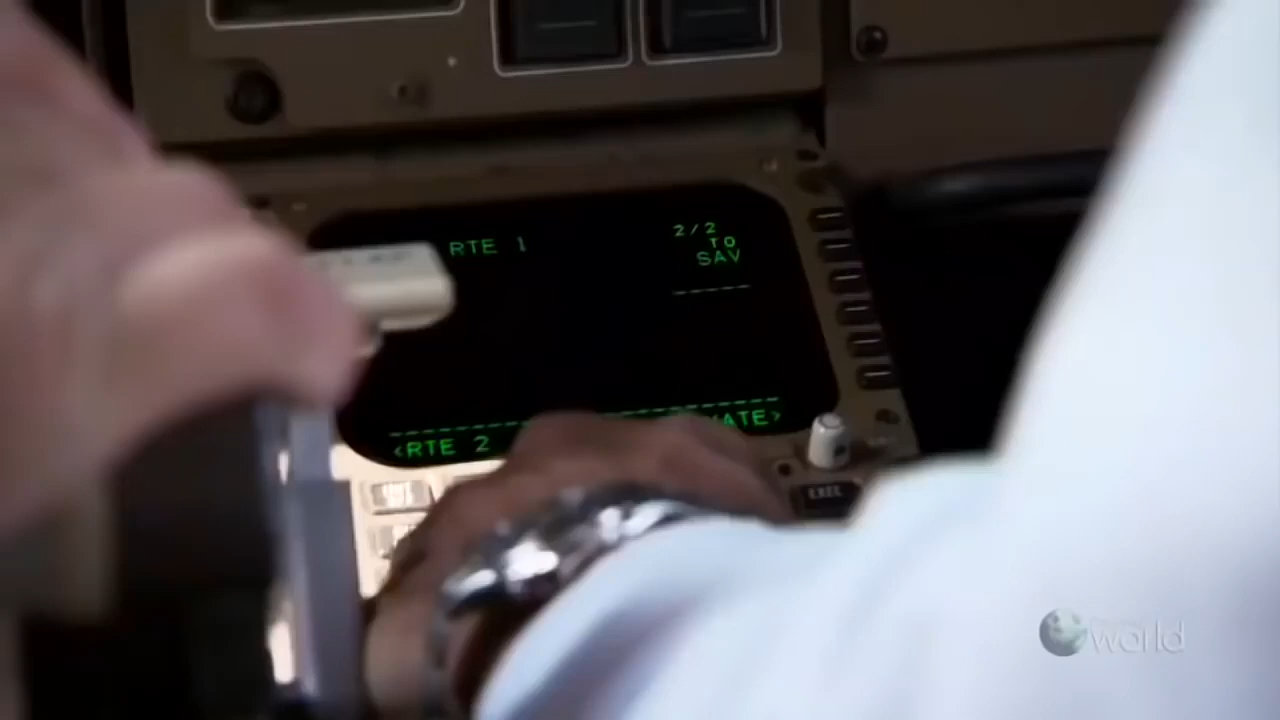 RTE 1
2/2
TO
SAV
------
<RTE 2
ATE>
EXEC
world